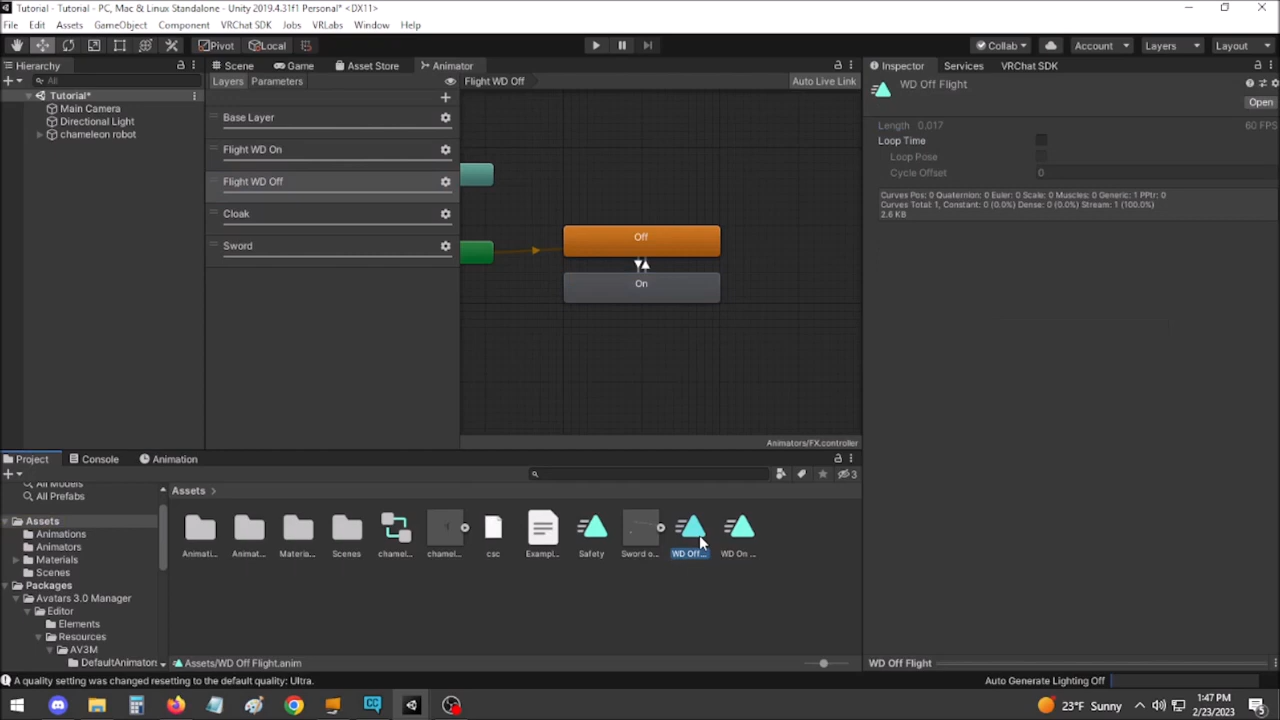 Tutorial - Tutorial - PC, Mac & Linux Standalone - Unity 2019.4.31f1 Personal* <DX11>
File Edit Assets GameObject Component VRChat SDK Jobs VRLabs Window Help
Pivot Local Collab Account Layers Layout
Hierarchy Scene Game Asset Store Animator Inspector Services VRChat SDK
All Layers Parameters Flight WD Off Auto Live Link WD Off Flight
Tutorial* Open
Main Camera
Directional Light
chameleon robot
Base Layer
Flight WD On
Flight WD Off
Cloak
Sword
Off
On
Animators/FX.controller
Length 0.017 60 FPS
Loop Time
Loop Pose
Cycle Offset 0
Curves Pos: 0 Quaternion: 0 Euler: 0 Scale: 0 Muscles: 0 Generic: 1 PPtr: 0
Curves Total: 1, Constant: 0 (0.0%) Dense: 0 (0.0%) Stream: 1 (100.0%)
2.6 KB
Project Console Animation
3
All Models
All Prefabs
Assets
Animations
Animators
Materials
Scenes
Packages
Avatars 3.0 Manager
Editor
Elements
Resources
AV3M
DefaultAnimators
Assets
Animati... Animat... Materia... Scenes chamel... chamel... csc Exampl... Safety Sword o... WD Off... WD On ...
Assets/WD Off Flight.anim
WD Off Flight
A quality setting was changed resetting to the default quality: Ultra.
Auto Generate Lighting Off
23°F Sunny
1:47 PM
2/23/2023
5